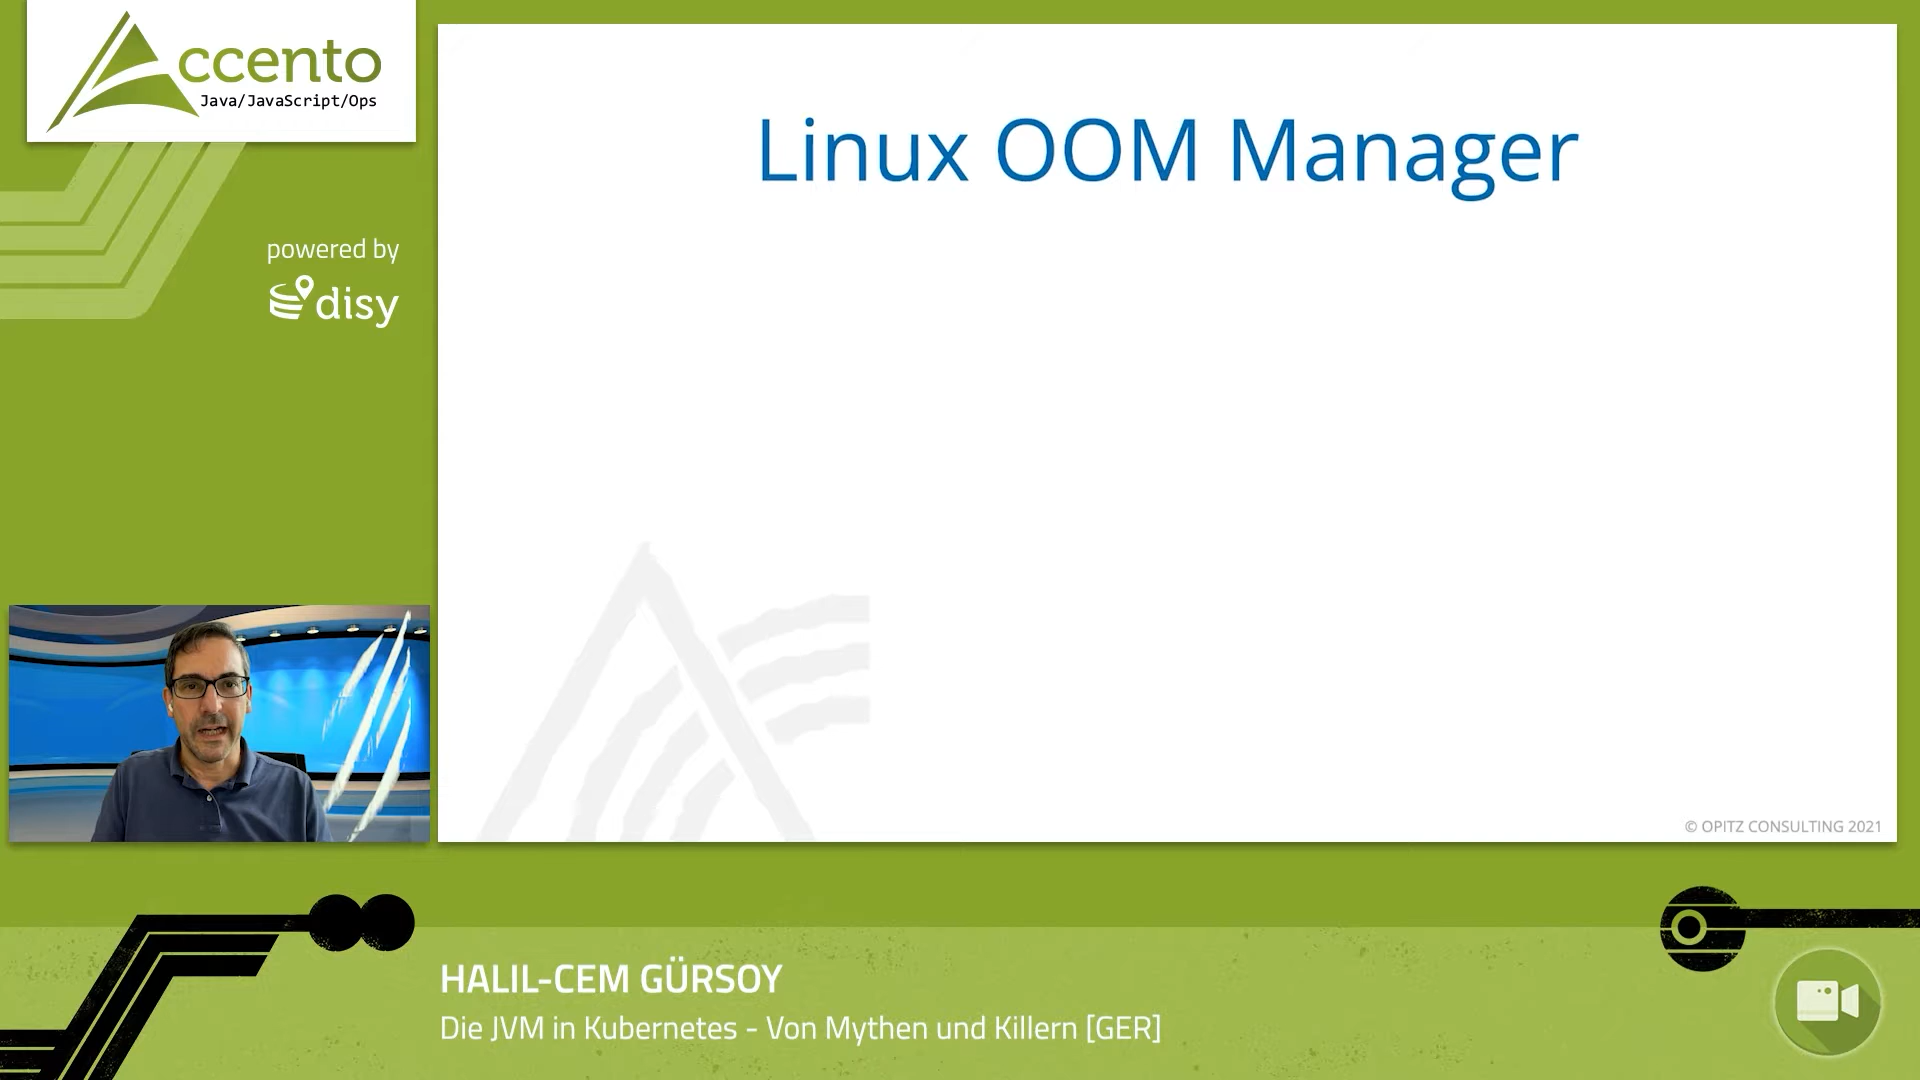 Accento
Java/JavaScript/Ops
powered by
disy
Linux OOM Manager
© OPITZ CONSULTING 2021
HALIL-CEM GÜRSOY
Die JVM in Kubernetes - Von Mythen und Killern [GER]